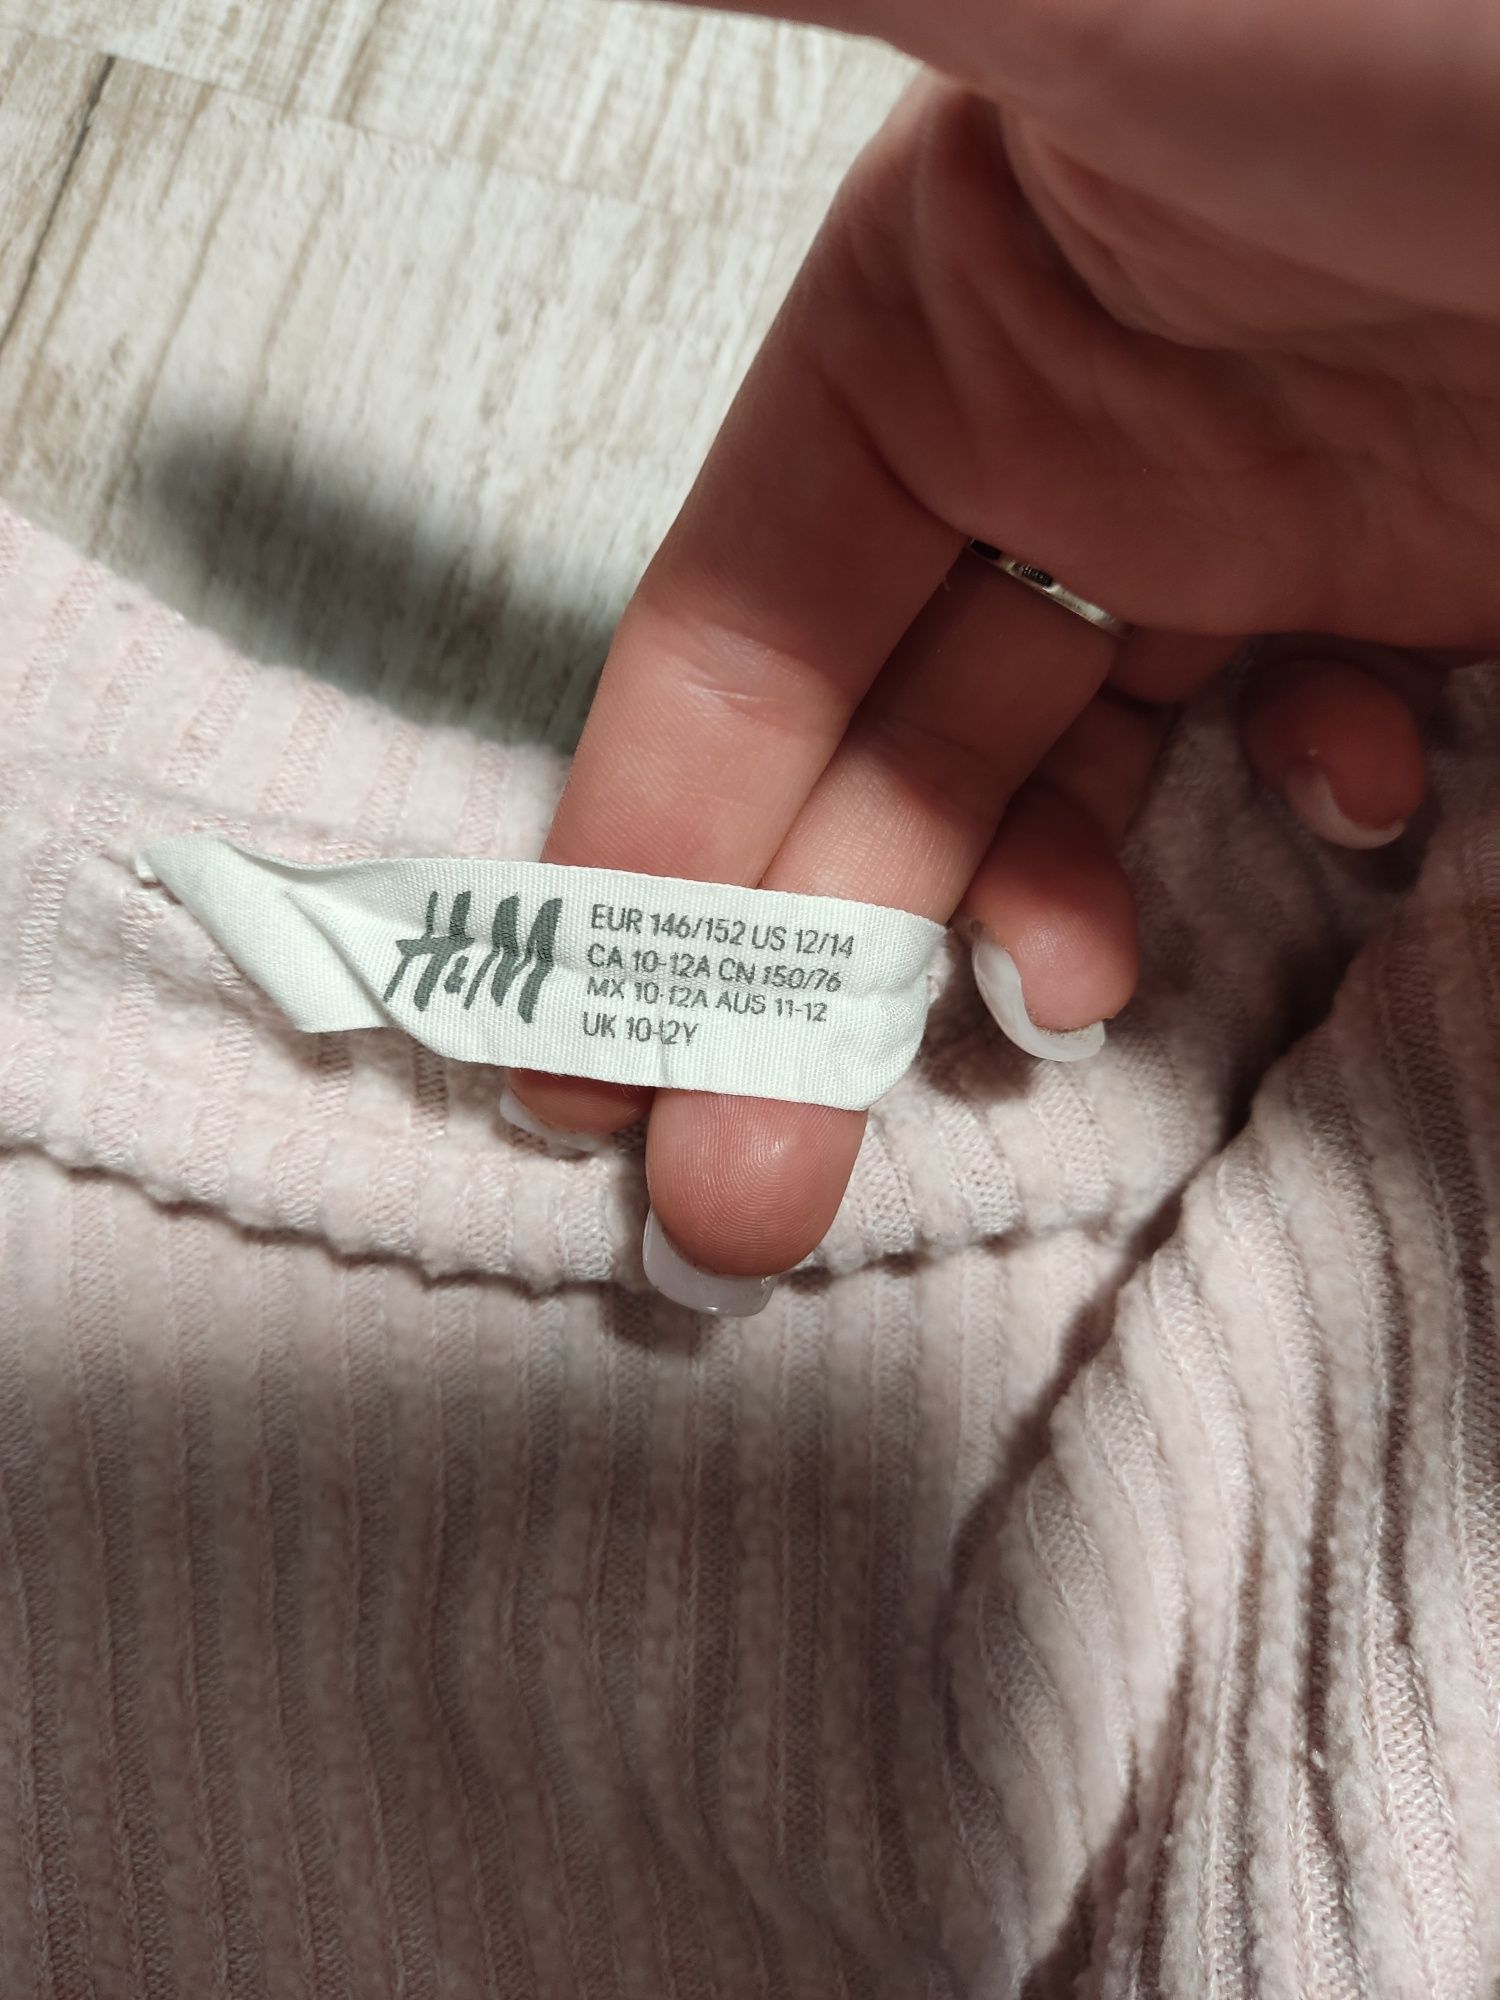 H&M
EUR 146/152 US 12/14
CA 10-12A CN 150/76
MX 10-12A AUS 11-12
UK 10-12Y